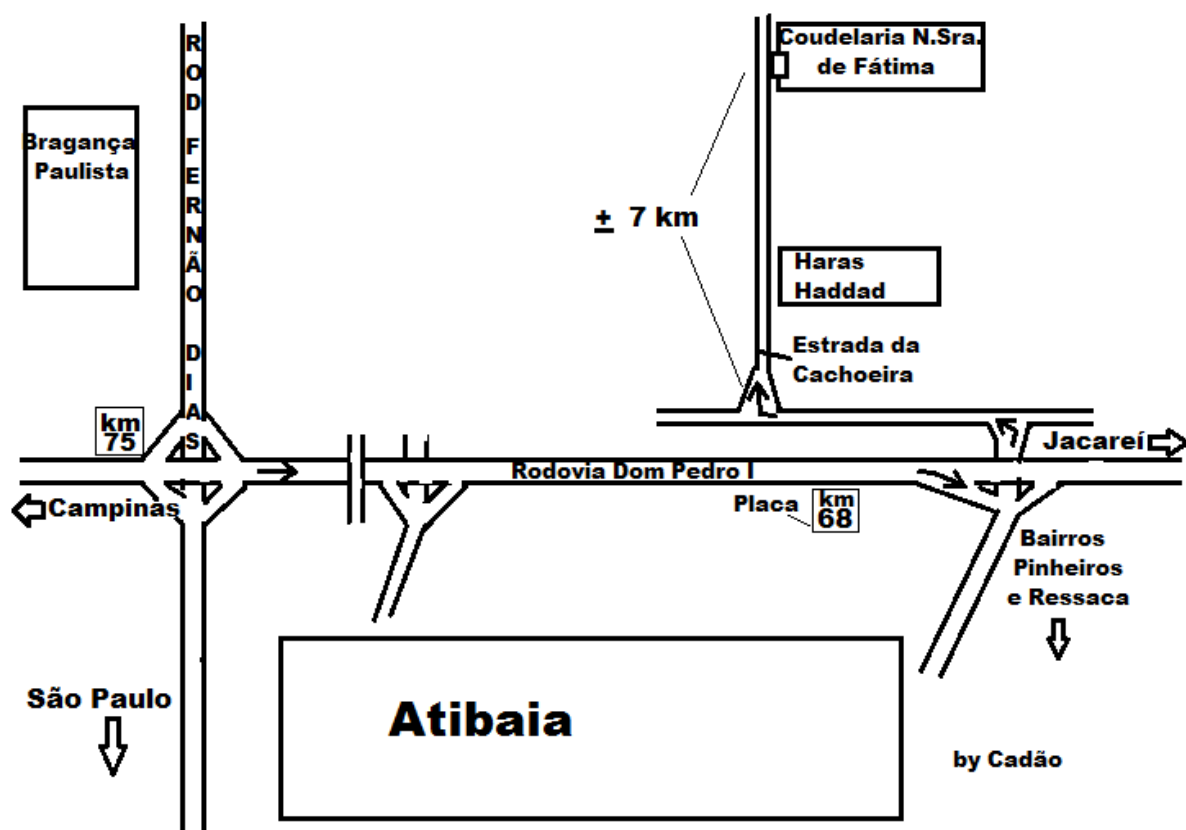 ROD FERNÃO DIAS
Coudelaria N.Sra.
de Fátima
Bragança
Paulista
± 7 km
Haras
Haddad
Estrada da
Cachoeira
km
75
Jacareí
Rodovia Dom Pedro I
Campinas
Placa
km
68
Bairros
Pinheiros
e Ressaca
São Paulo
Atibaia
by Cadão